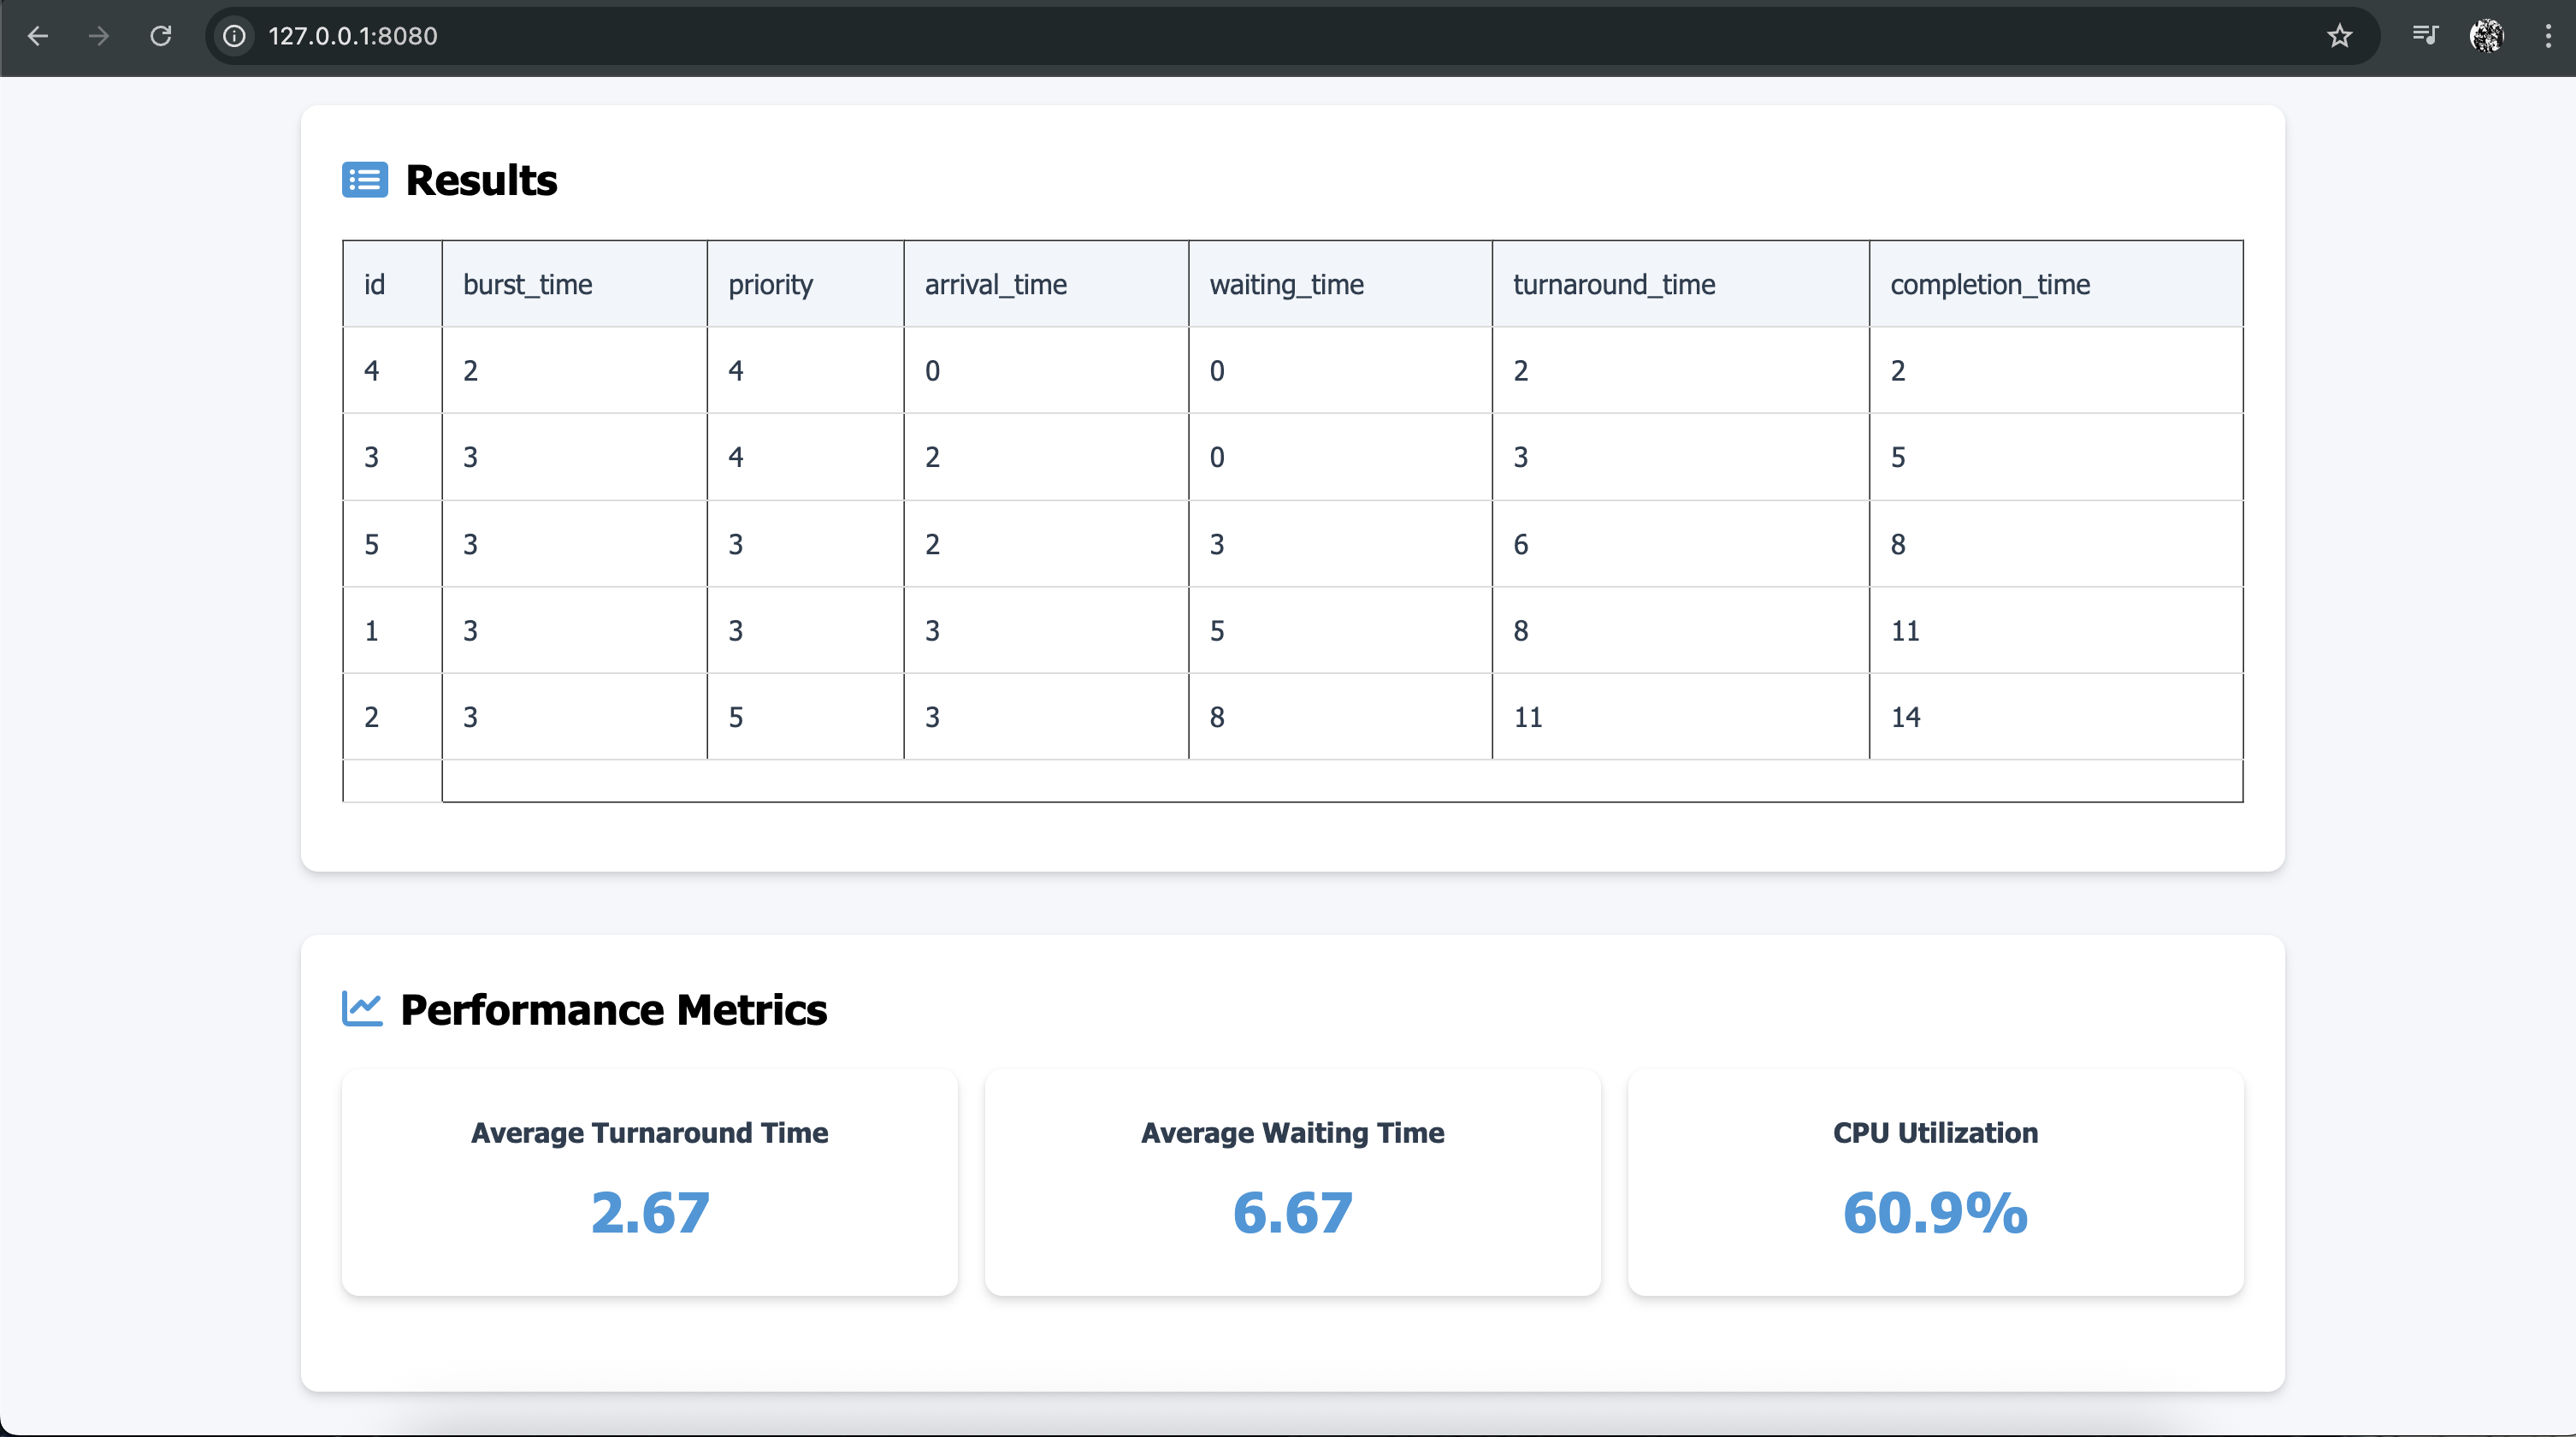 127.0.0.1:8080
Results
id burst_time priority arrival_time waiting_time turnaround_time completion_time
4 2 4 0 0 2 2
3 3 4 2 0 3 5
5 3 3 2 3 6 8
1 3 3 3 5 8 11
2 3 5 3 8 11 14
Performance Metrics
Average Turnaround Time Average Waiting Time CPU Utilization
2.67 6.67 60.9%